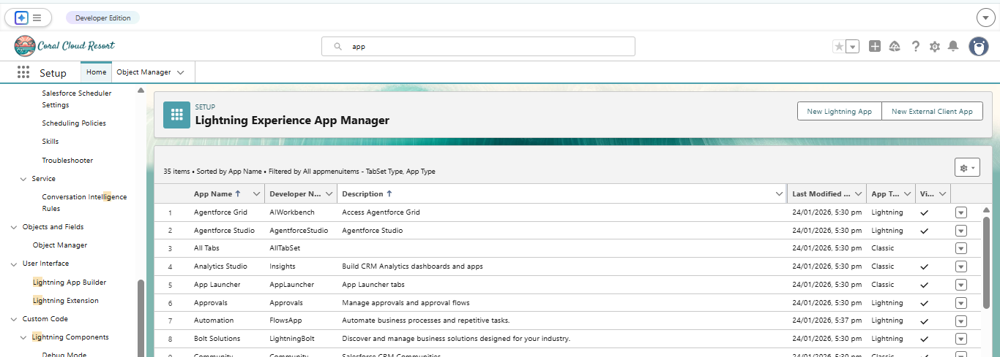 Developer Edition
Coral Cloud Resort
app
Setup
Home
Object Manager
Salesforce Scheduler
Settings
Scheduling Policies
Skills
Troubleshooter
Service
Conversation Intelligence
Rules
Objects and Fields
Object Manager
User Interface
Lightning App Builder
Lightning Extension
Custom Code
Lightning Components
Debug Mode
SETUP
Lightning Experience App Manager
New Lightning App
New External Client App
35 items • Sorted by App Name • Filtered by All appmenuitems - TabSet Type, App Type
App Name ↑ Developer N... Description ↑ Last Modified ... App T... Vi...
1 Agentforce Grid AIWorkbench Access Agentforce Grid 24/01/2026, 5:30 pm Lightning
2 Agentforce Studio AgentforceStudio Agentforce Studio 24/01/2026, 5:30 pm Lightning
3 All Tabs AllTabSet 24/01/2026, 5:30 pm Classic
4 Analytics Studio Insights Build CRM Analytics dashboards and apps 24/01/2026, 5:30 pm Classic
5 App Launcher AppLauncher App Launcher tabs 24/01/2026, 5:30 pm Classic
6 Approvals Approvals Manage approvals and approval flows 24/01/2026, 5:30 pm Lightning
7 Automation FlowsApp Automate business processes and repetitive tasks. 24/01/2026, 5:37 pm Lightning
8 Bolt Solutions LightningBolt Discover and manage business solutions designed for your industry. 24/01/2026, 5:30 pm Lightning
9 Community Community Salesforce CRM Communities 24/01/2026, 5:30 pm Classic